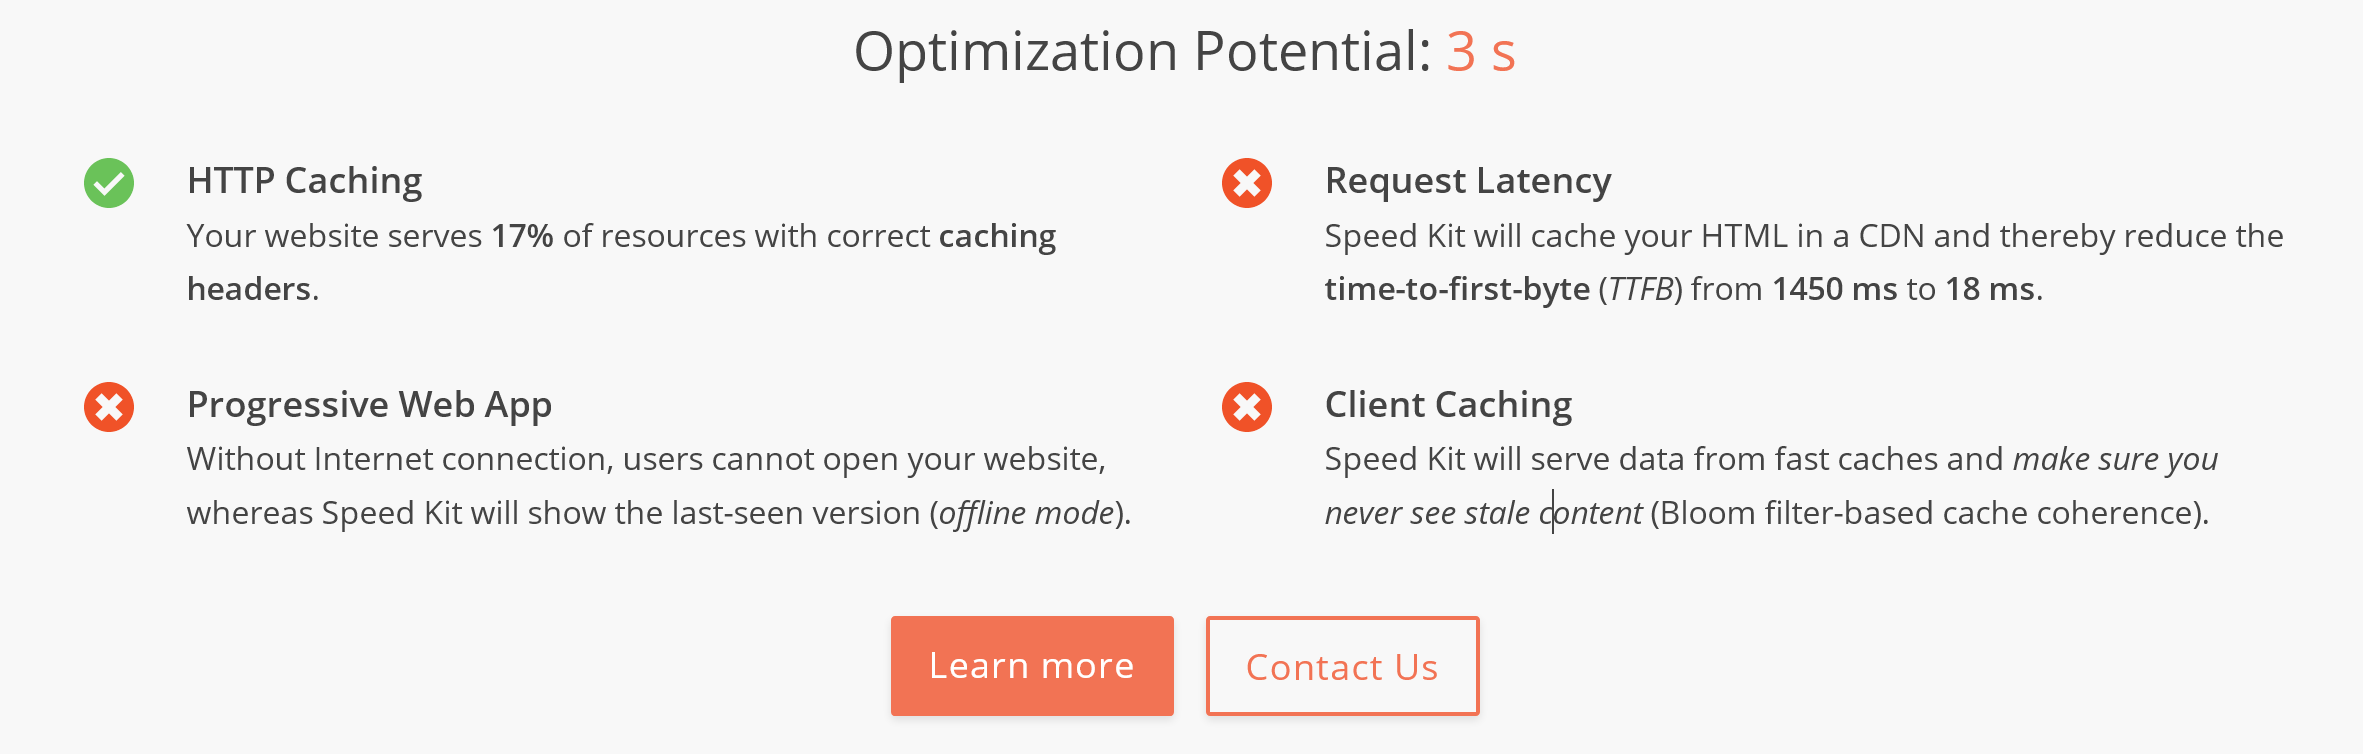 Optimization Potential: 3 s
HTTP Caching
Your website serves 17% of resources with correct caching
headers.
Request Latency
Speed Kit will cache your HTML in a CDN and thereby reduce the
time-to-first-byte (TTFB) from 1450 ms to 18 ms.
Progressive Web App
Without Internet connection, users cannot open your website,
whereas Speed Kit will show the last-seen version (offline mode).
Client Caching
Speed Kit will serve data from fast caches and make sure you
never see stale content (Bloom filter-based cache coherence).
Learn more
Contact Us